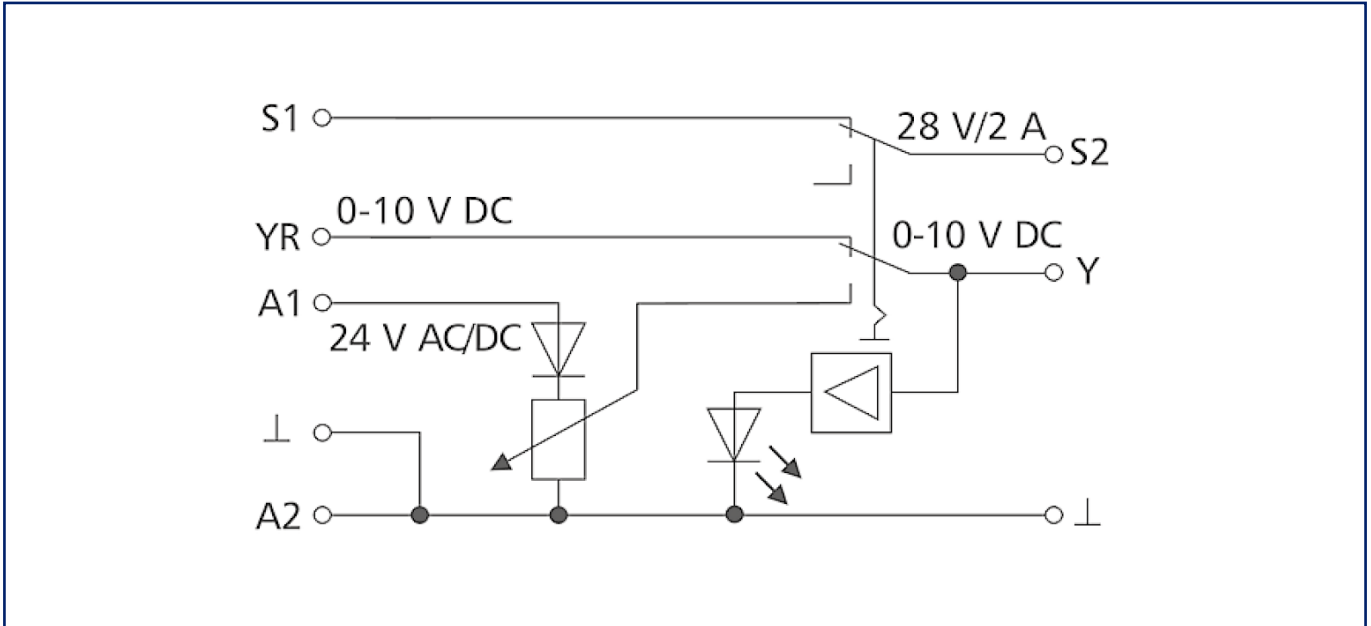 S1
28 V/2 A
S2
YR
0-10 V DC
0-10 V DC
Y
A1
24 V AC/DC
⊥
A2
⊥